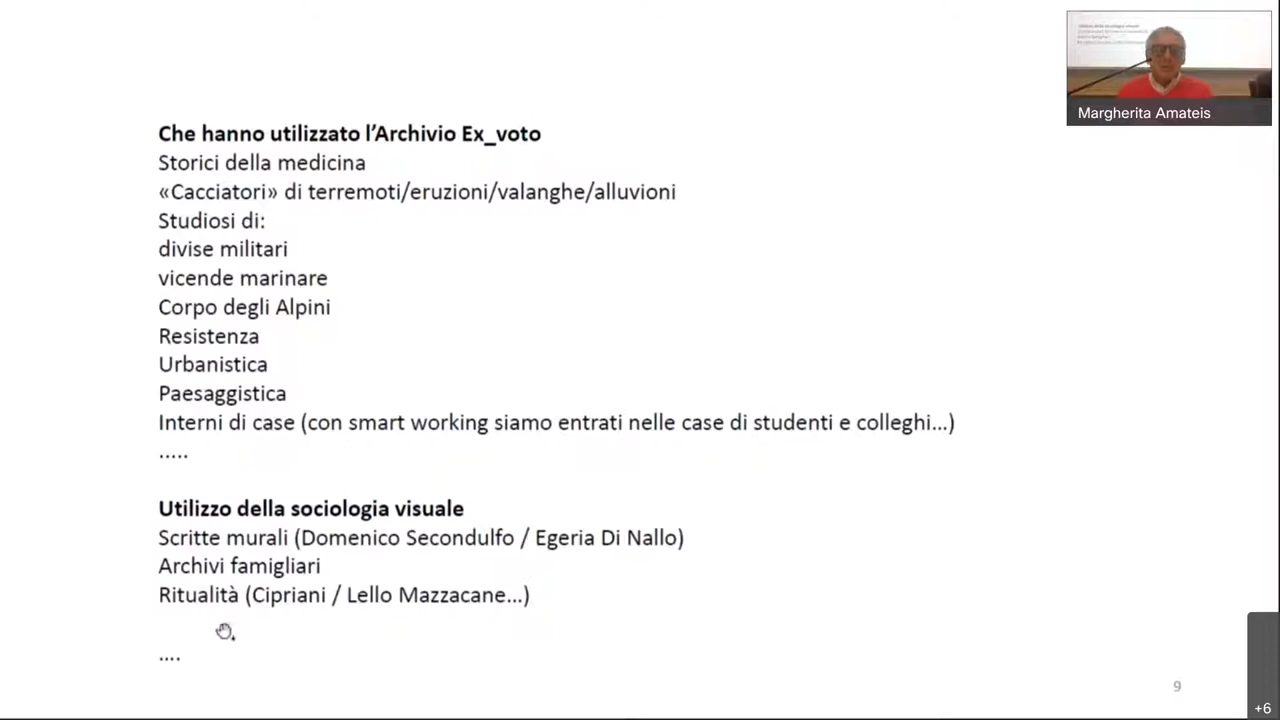 Che hanno utilizzato l'Archivio Ex_voto
Storici della medicina
«Cacciatori» di terremoti/eruzioni/valanghe/alluvioni
Studiosi di:
divise militari
vicende marinare
Corpo degli Alpini
Resistenza
Urbanistica
Paesaggistica
Interni di case (con smart working siamo entrati nelle case di studenti e colleghi...)
.....
Utilizzo della sociologia visuale
Scritte murali (Domenico Secondulfo / Egeria Di Nallo)
Archivi famigliari
Ritualità (Cipriani / Lello Mazzacane...)
....
9
Margherita Amateis
+6